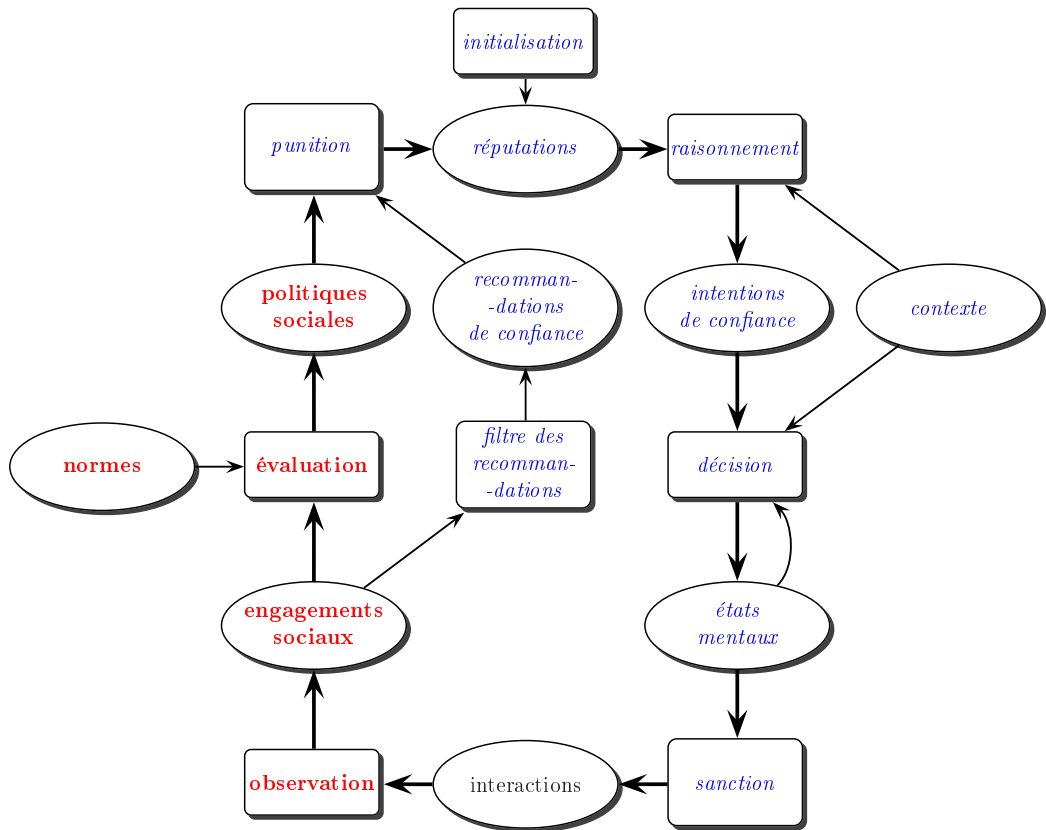 initialisation
punition
réputations
raisonnement
politiques
sociales
recomman-
-dations
de confiance
intentions
de confiance
contexte
normes
évaluation
filtre des
recomman-
-dations
décision
engagements
sociaux
états
mentaux
observation
interactions
sanction